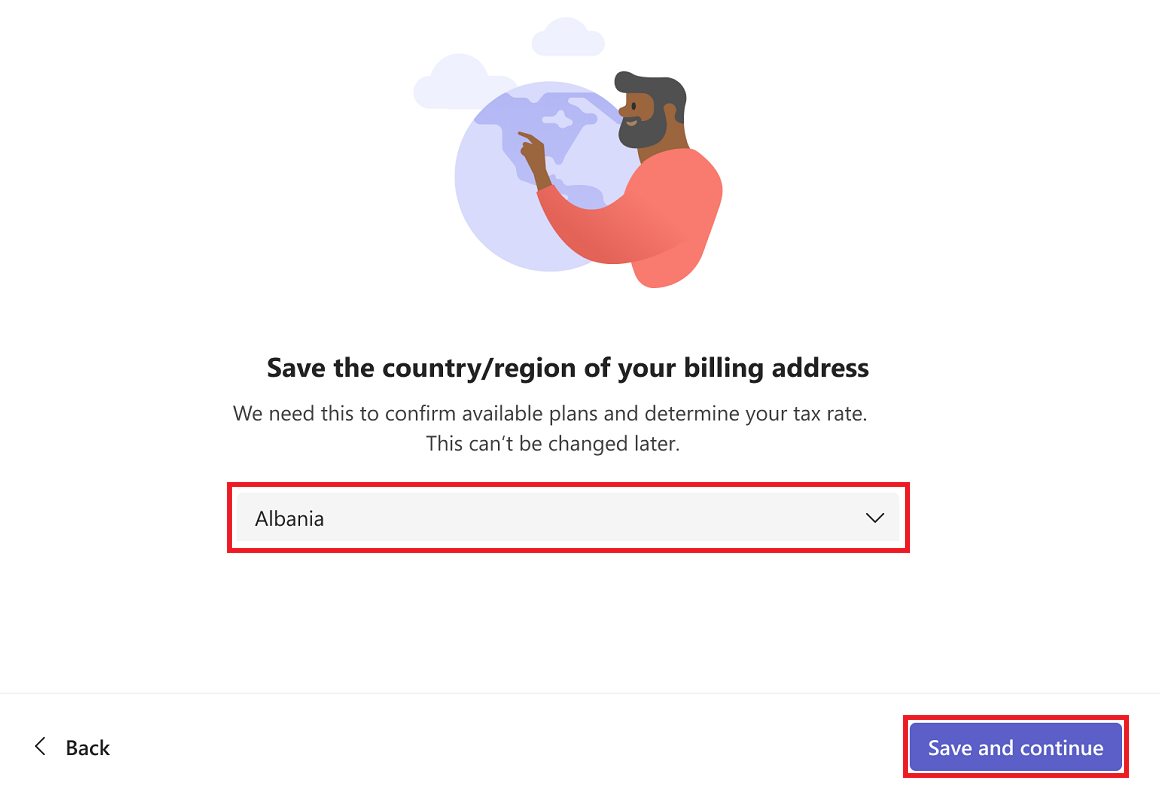 Save the country/region of your billing address
We need this to confirm available plans and determine your tax rate.
This can’t be changed later.
Albania
Back
Save and continue